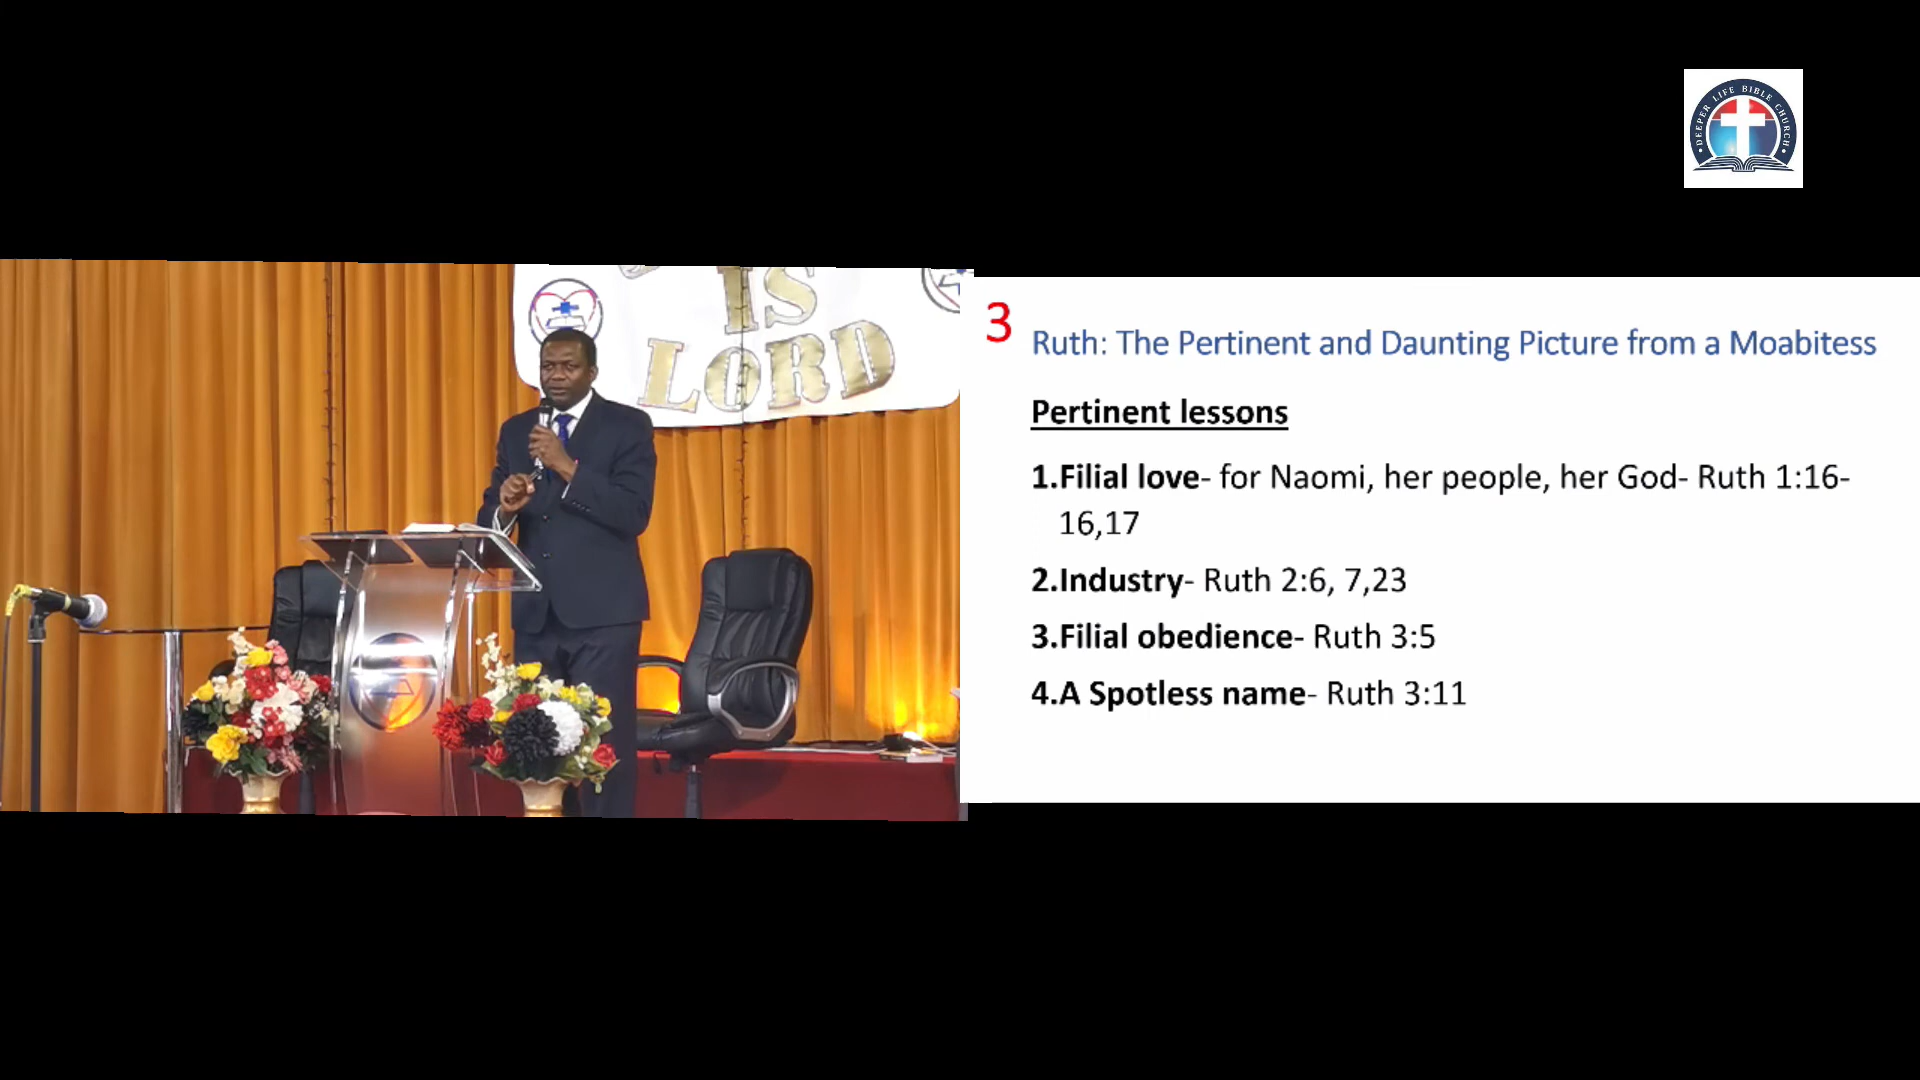 DEEPER LIFE BIBLE CHURCH
IS
LORD
3
Ruth: The Pertinent and Daunting Picture from a Moabitess
Pertinent lessons
1.Filial love- for Naomi, her people, her God- Ruth 1:16-
16,17
2.Industry- Ruth 2:6, 7,23
3.Filial obedience- Ruth 3:5
4.A Spotless name- Ruth 3:11